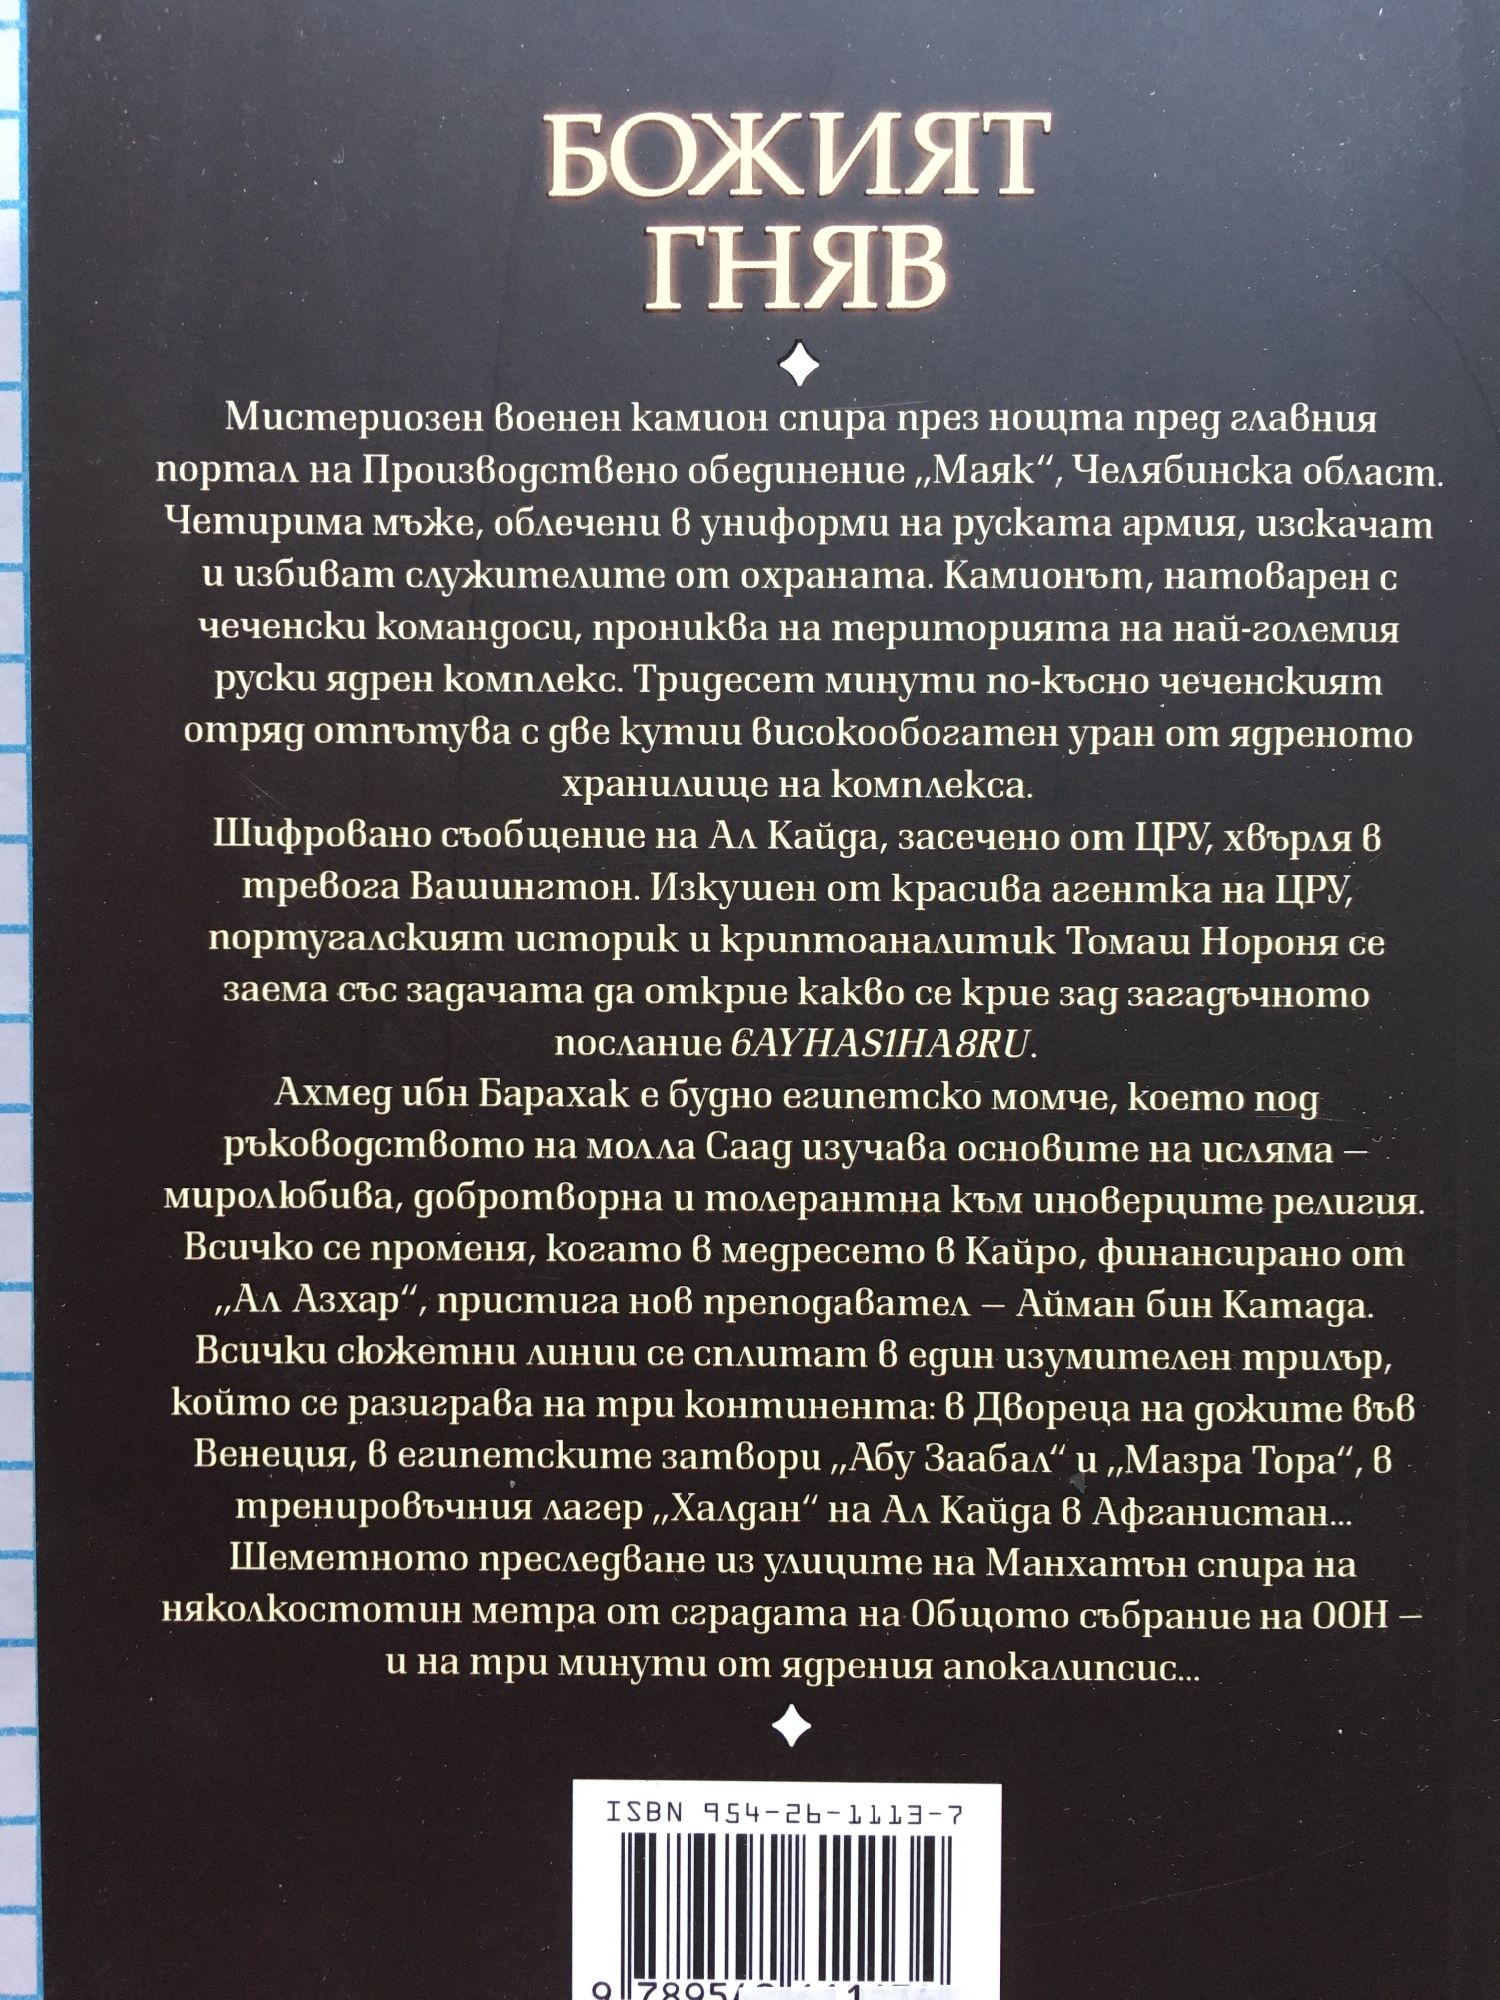 БОЖИЯТ
ГНЯВ
Мистериозен военен камион спира през нощта пред главния
портал на Производствено обединение „Маяк“, Челябинска област.
Четирима мъже, облечени в униформи на руската армия, изскачат
и избиват служителите от охраната. Камионът, натоварен с
чеченски командоси, прониква на територията на най-големия
руски ядрен комплекс. Тридесет минути по-късно чеченският
отряд отпътува с две кутии високообогатен уран от ядреното
хранилище на комплекса.
Шифровано съобщение на Ал Кайда, засечено от ЦРУ, хвърля в
тревога Вашингтон. Изкушен от красива агентка на ЦРУ,
португалският историк и криптоаналитик Томаш Нороня се
заема със задачата да открие какво се крие зад загадъчното
послание 6AYHAS1HA8RU.
Ахмед ибн Барахак е будно египетско момче, което под
ръководството на молла Саад изучава основите на исляма –
миролюбива, добротворна и толерантна към иноверците религия.
Всичко се променя, когато в медресето в Кайро, финансирано от
„Ал Азхар“, пристига нов преподавател – Айман бин Катада.
Всички сюжетни линии се сплитат в един изумителен трилър,
който се разиграва на три континента: в Двореца на дожите във
Венеция, в египетските затвори „Абу Заабал“ и „Мазра Тора“, в
тренировъчния лагер „Халдан“ на Ал Кайда в Афганистан...
Шеметното преследване из улиците на Манхатън спира на
няколкостотин метра от сградата на Общото събрание на ООН –
и на три минути от ядрения апокалипсис...
ISBN 954-26-1113-7